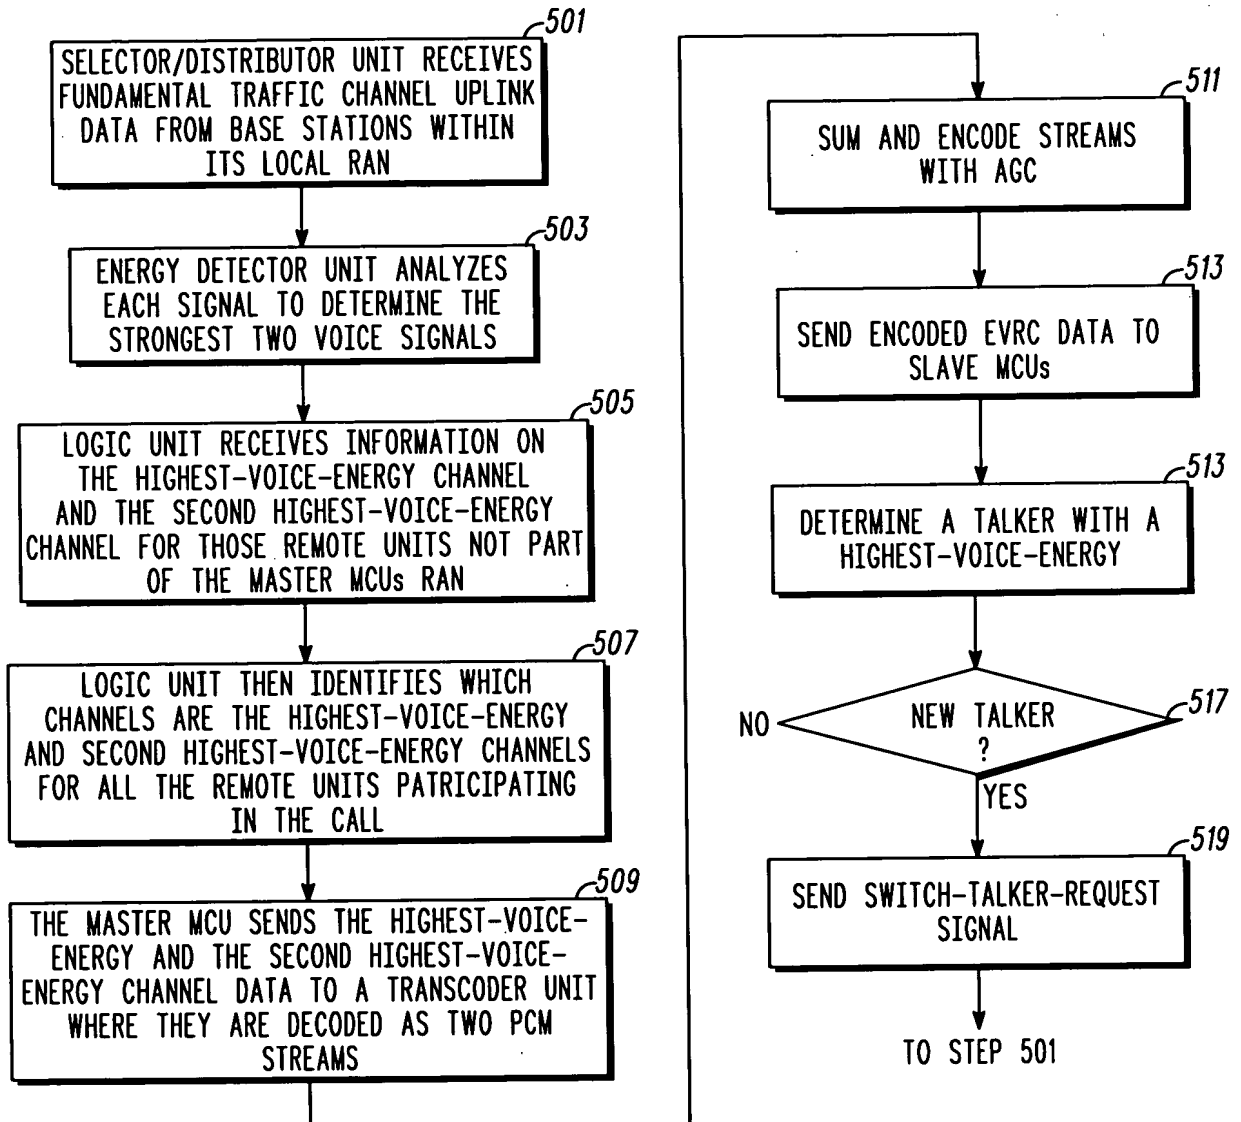 501
SELECTOR/DISTRIBUTOR UNIT RECEIVES
FUNDAMENTAL TRAFFIC CHANNEL UPLINK
DATA FROM BASE STATIONS WITHIN
ITS LOCAL RAN
503
ENERGY DETECTOR UNIT ANALYZES
EACH SIGNAL TO DETERMINE THE
STRONGEST TWO VOICE SIGNALS
505
LOGIC UNIT RECEIVES INFORMATION ON
THE HIGHEST-VOICE-ENERGY CHANNEL
AND THE SECOND HIGHEST-VOICE-ENERGY
CHANNEL FOR THOSE REMOTE UNITS NOT PART
OF THE MASTER MCUs RAN
507
LOGIC UNIT THEN IDENTIFIES WHICH
CHANNELS ARE THE HIGHEST-VOICE-ENERGY
AND SECOND HIGHEST-VOICE-ENERGY CHANNELS
FOR ALL THE REMOTE UNITS PATRICIPATING
IN THE CALL
509
THE MASTER MCU SENDS THE HIGHEST-VOICE-
ENERGY AND THE SECOND HIGHEST-VOICE-
ENERGY CHANNEL DATA TO A TRANSCODER UNIT
WHERE THEY ARE DECODED AS TWO PCM
STREAMS
511
SUM AND ENCODE STREAMS
WITH AGC
513
SEND ENCODED EVRC DATA TO
SLAVE MCUs
513
DETERMINE A TALKER WITH A
HIGHEST-VOICE-ENERGY
517
NO
NEW TALKER
?
YES
519
SEND SWITCH-TALKER-REQUEST
SIGNAL
TO STEP 501